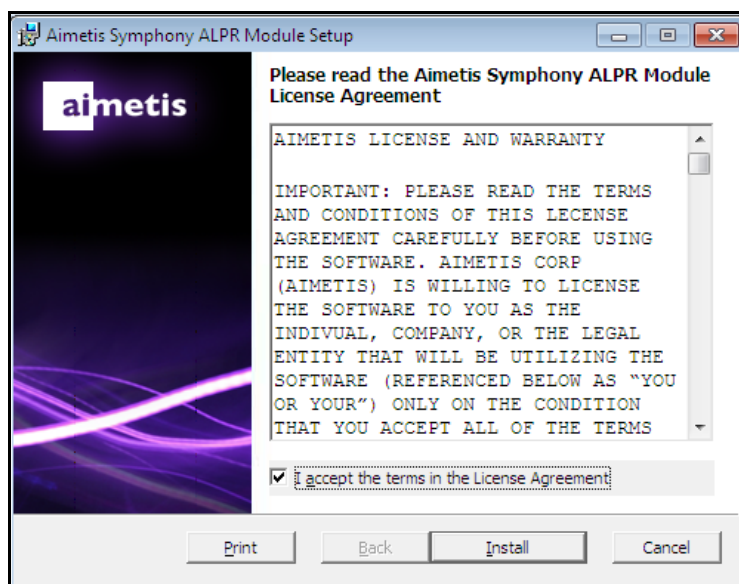 Aimetis Symphony ALPR Module Setup
aimetis
Please read the Aimetis Symphony ALPR Module
License Agreement
AIMETIS LICENSE AND WARRANTY
IMPORTANT: PLEASE READ THE TERMS
AND CONDITIONS OF THIS LECENSE
AGREEMENT CAREFULLY BEFORE USING
THE SOFTWARE. AIMETIS CORP
(AIMETIS) IS WILLING TO LICENSE
THE SOFTWARE TO YOU AS THE
INDIVUAL, COMPANY, OR THE LEGAL
ENTITY THAT WILL BE UTILIZING THE
SOFTWARE (REFERENCED BELOW AS “YOU
OR YOUR”) ONLY ON THE CONDITION
THAT YOU ACCEPT ALL OF THE TERMS
I accept the terms in the License Agreement
Print Back Install Cancel